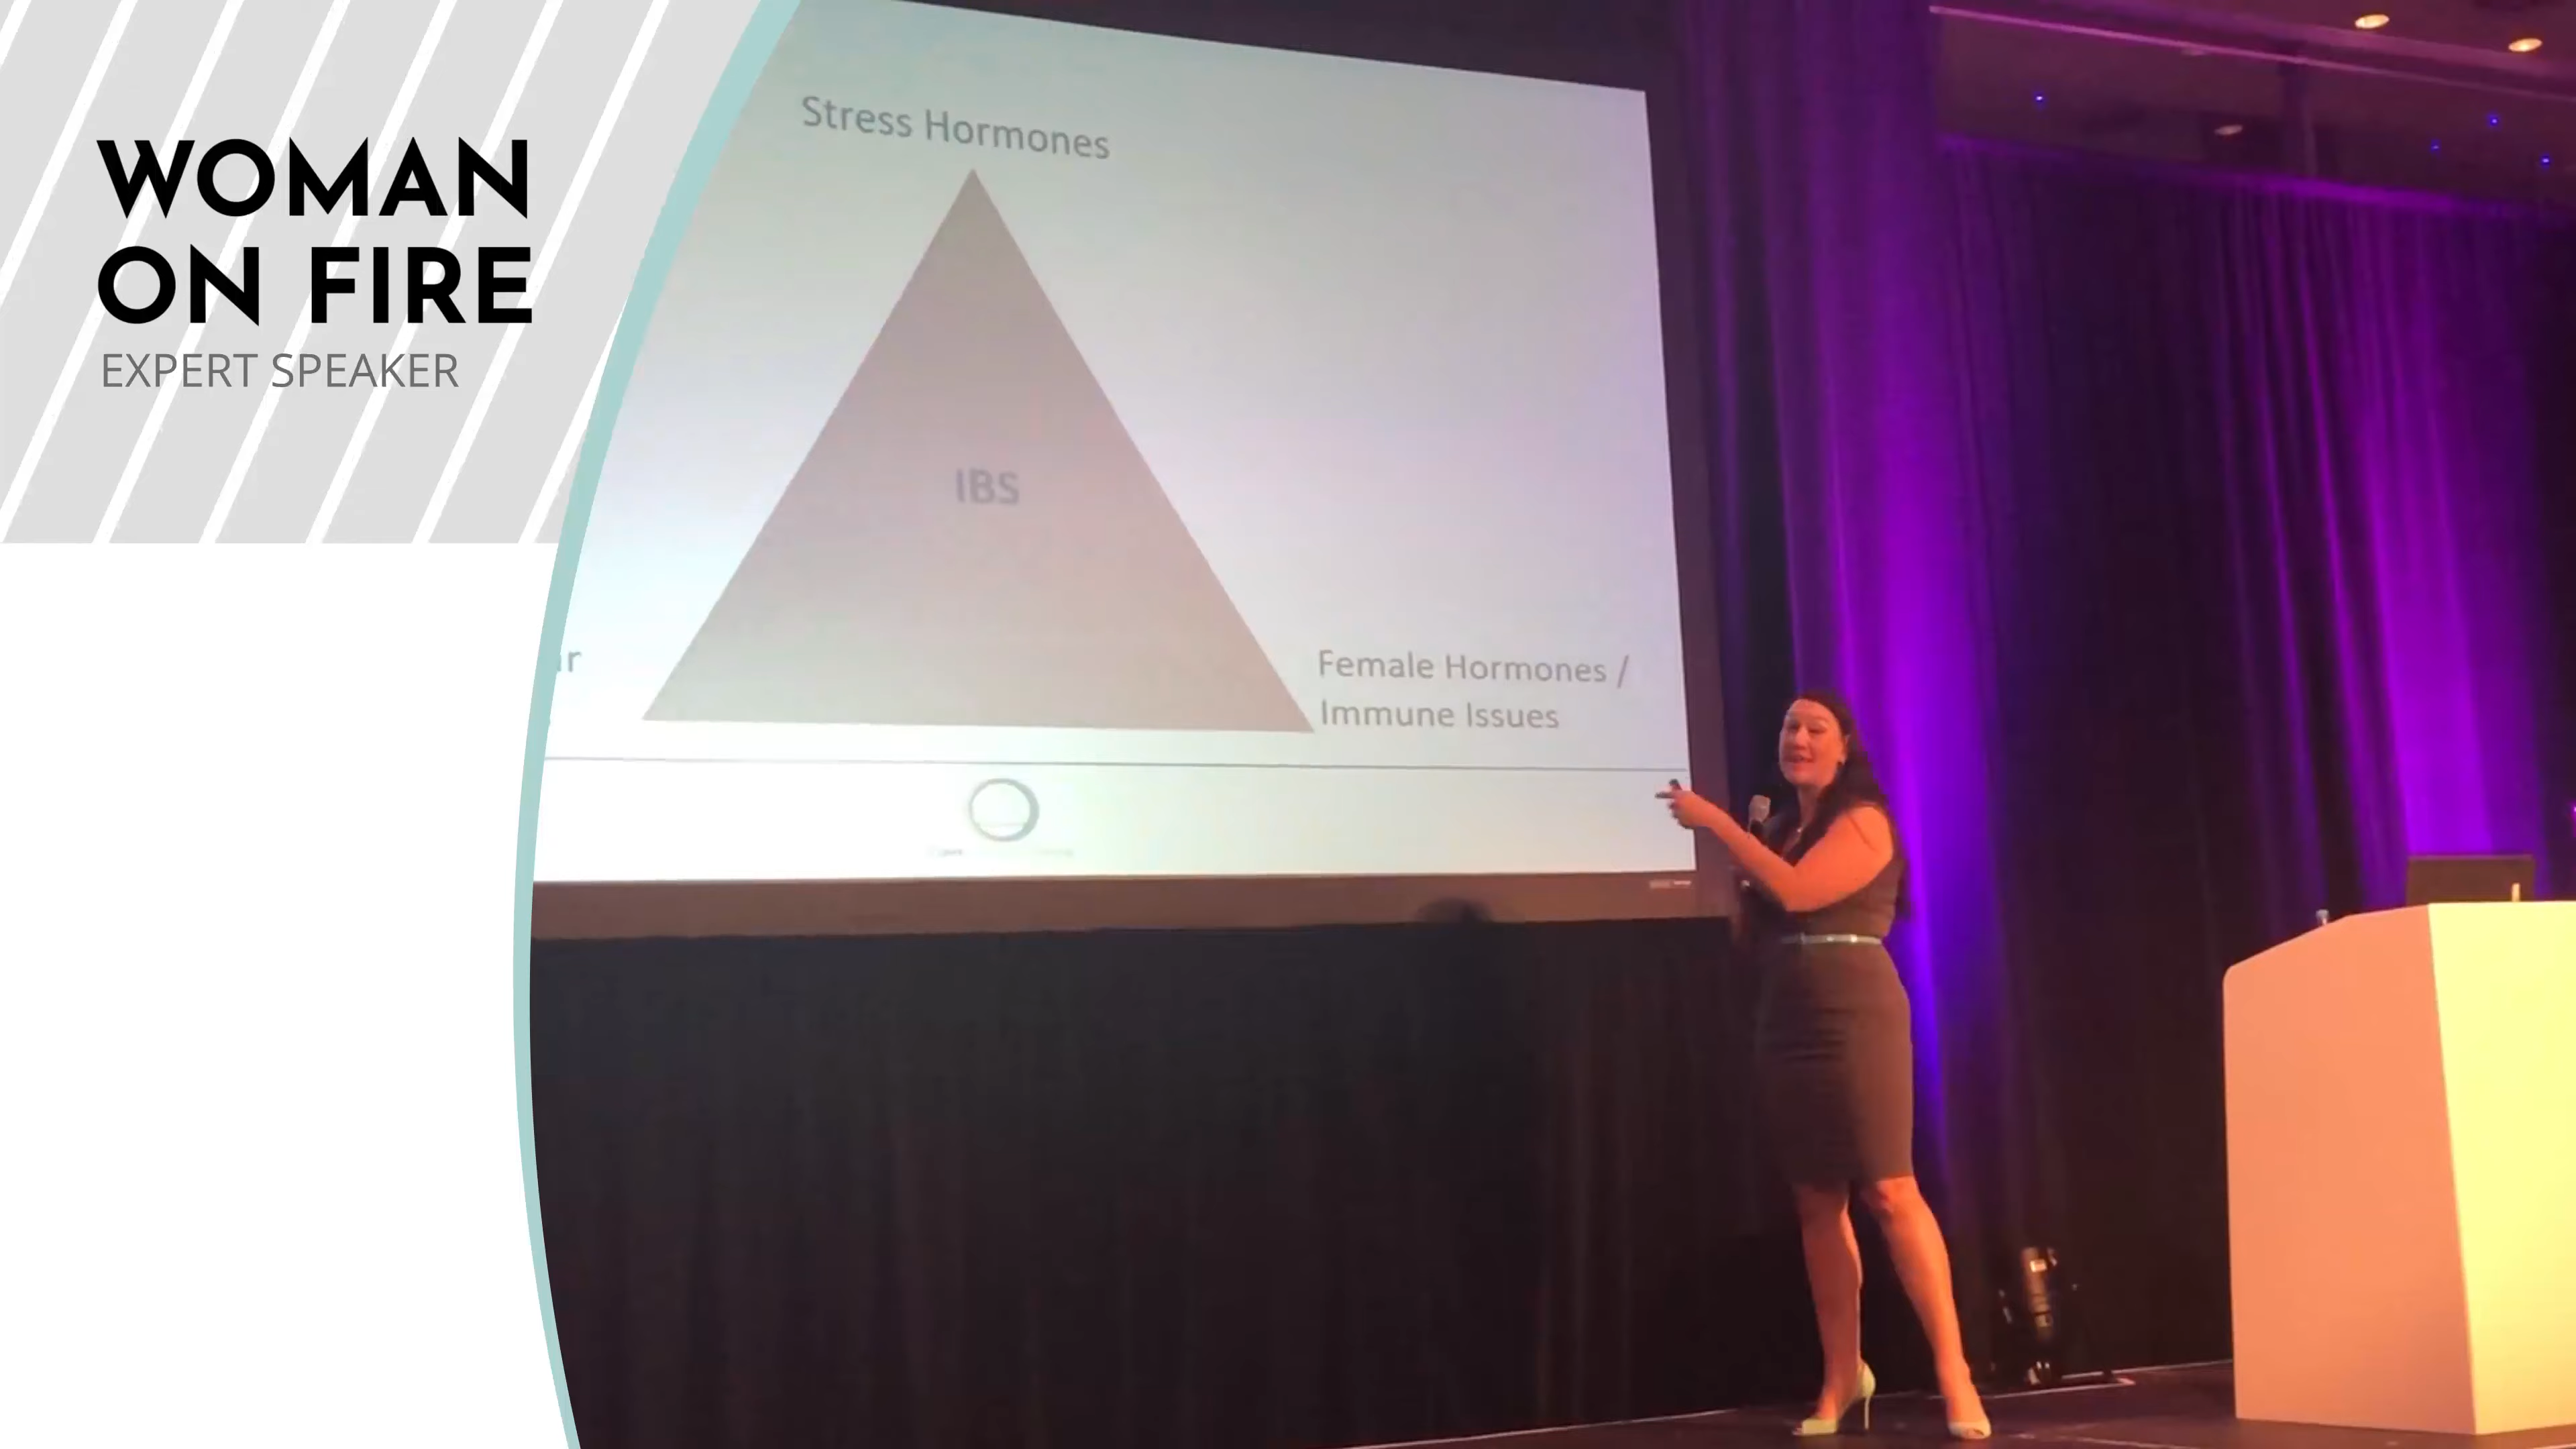 WOMAN
ON FIRE
EXPERT SPEAKER
Stress Hormones
IBS
Female Hormones /
Immune Issues